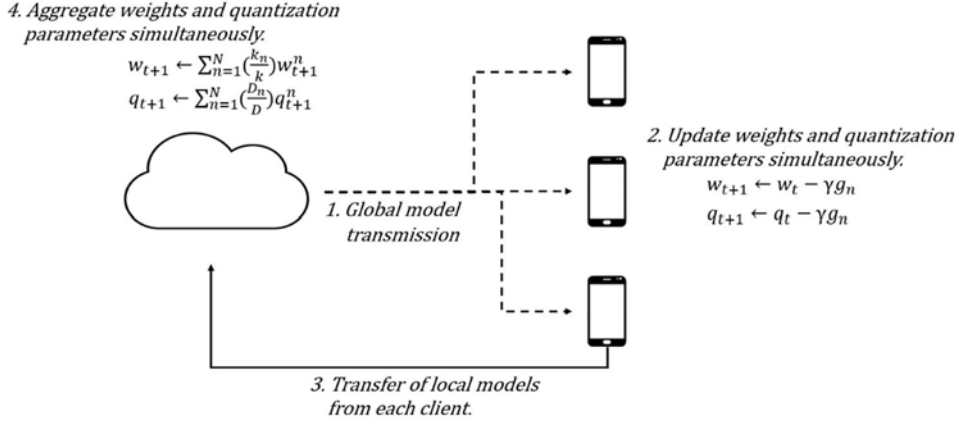 4. Aggregate weights and quantization
parameters simultaneously.
w_{t+1} ← ∑_{n=1}^{N}(\frac{k_n}{k})w_{t+1}^{n}
q_{t+1} ← ∑_{n=1}^{N}(\frac{D_n}{D})q_{t+1}^{n}
1. Global model
transmission
2. Update weights and quantization
parameters simultaneously.
w_{t+1} ← w_t − γg_n
q_{t+1} ← q_t − γg_n
3. Transfer of local models
from each client.